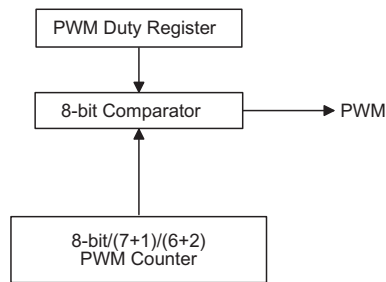 PWM Duty Register
8-bit Comparator
PWM
8-bit/(7+1)/(6+2)
PWM Counter